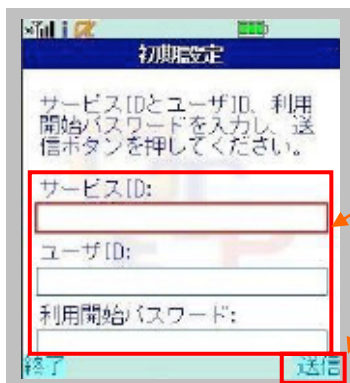 初期設定
サービスIDとユーザID、利用
開始パスワードを入力し、送
信ボタンを押してください。
サービスID:
ユーザID:
利用開始パスワード:
終了
送信